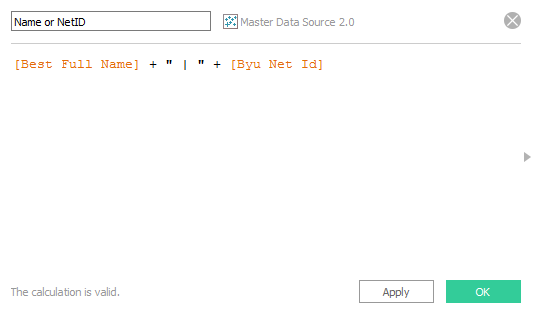 Name or NetID
Master Data Source 2.0
[Best Full Name] + " | " + [Byu Net Id]
The calculation is valid.
Apply
OK